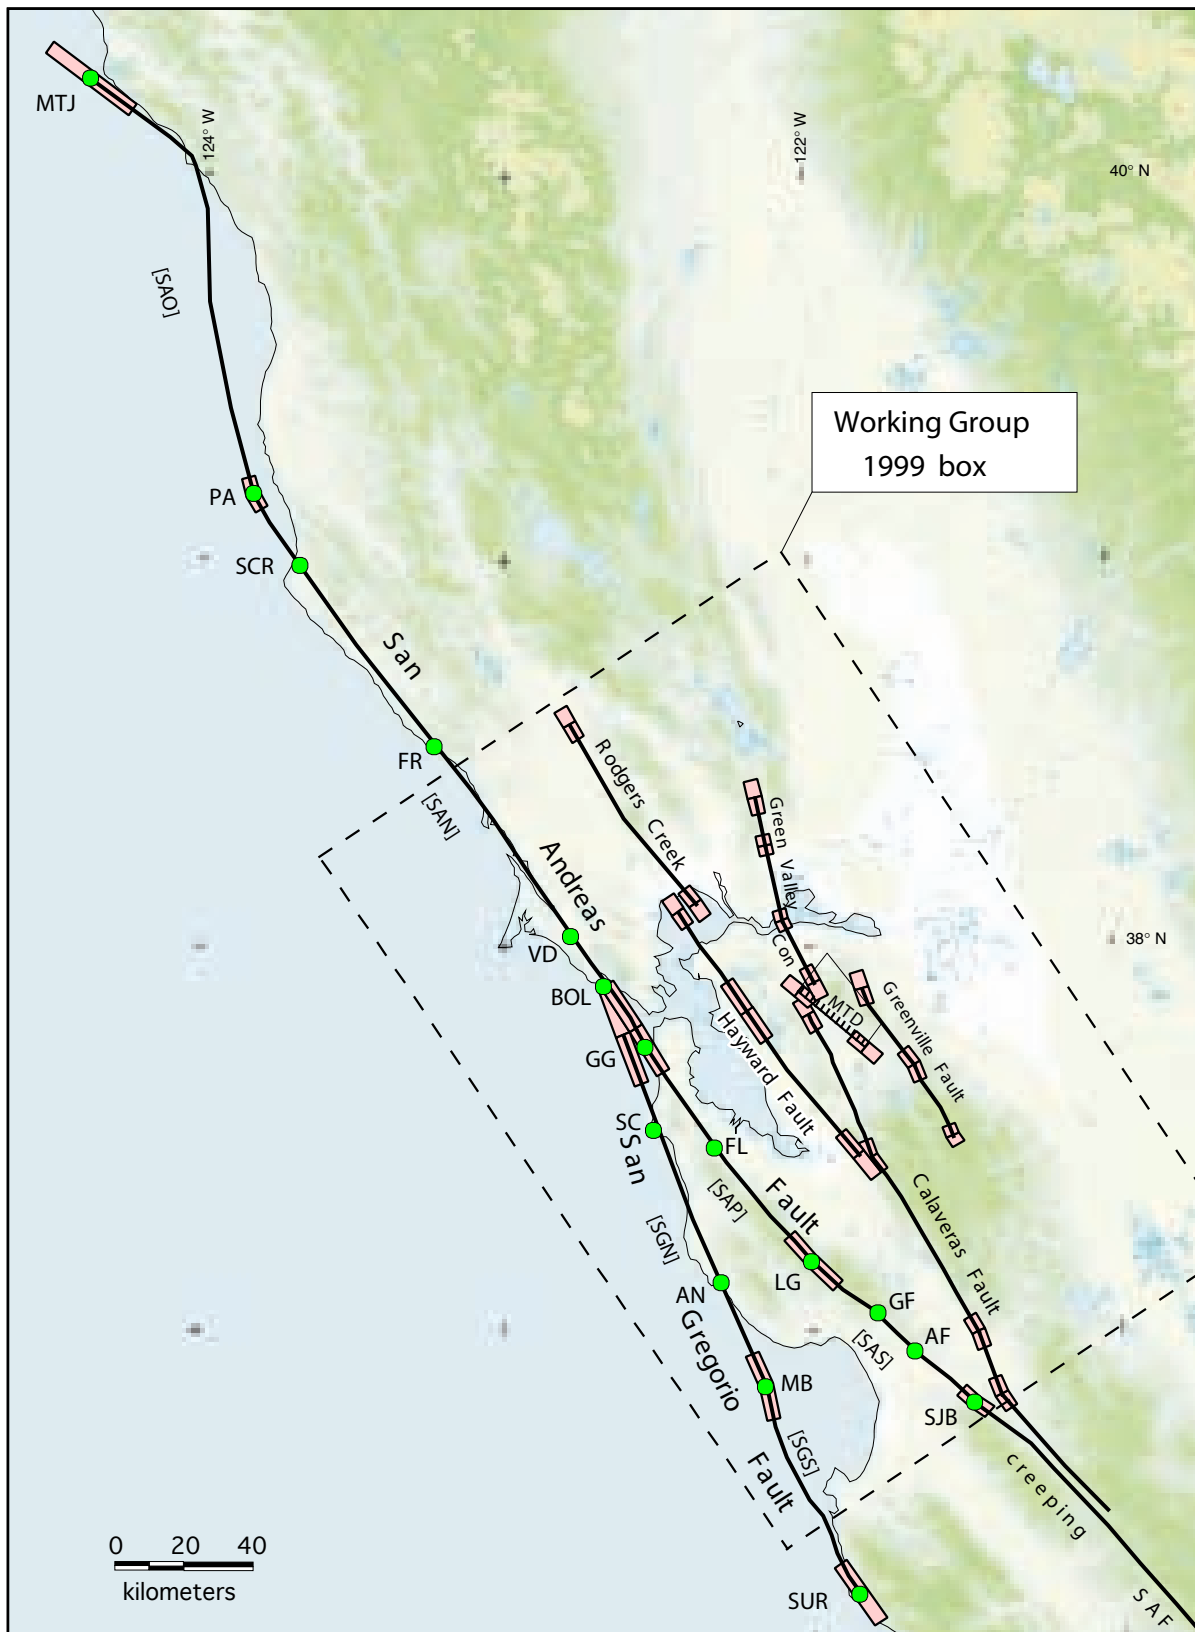 MTJ
124° W
122° W
40° N
[SAO]
Working Group
1999 box
PA
SCR
San
FR
[SAN]
Rodgers Creek
Green Valley
Andreas
Con
38° N
VD
BOL
MTD
Greenville Fault
GG
Hayward Fault
SC
San
FL
[SAP]
Fault
Calaveras Fault
[SGN]
LG
AN
GF
Gregorio
[SAS]
AF
MB
SJB
[SGS]
Fault
creeping
0 20 40
kilometers
SUR
SAF